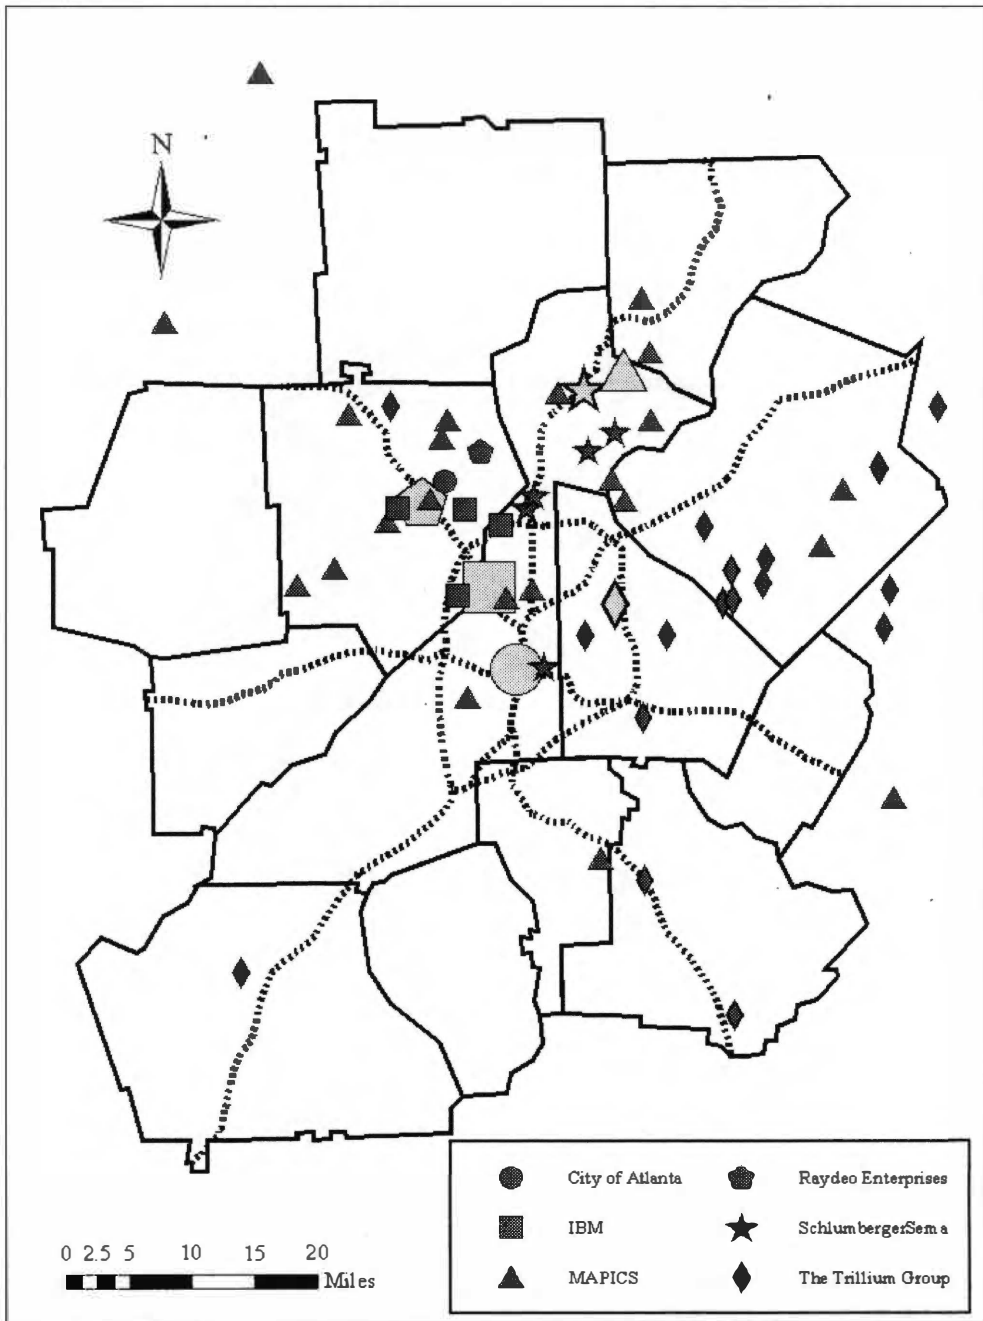 N
City of Atlanta
Raydeo Enterprises
IBM
SchlumbergerSema
MAPICS
The Trillium Group
0 2.5 5 10 15 20
Miles